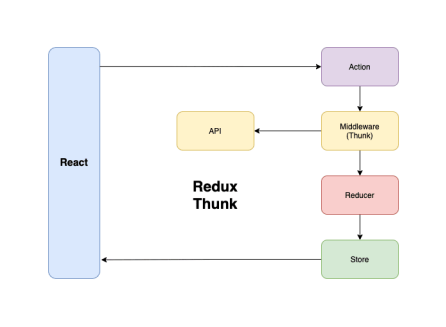 Action
API
Middleware
(Thunk)
React
Redux
Thunk
Reducer
Store